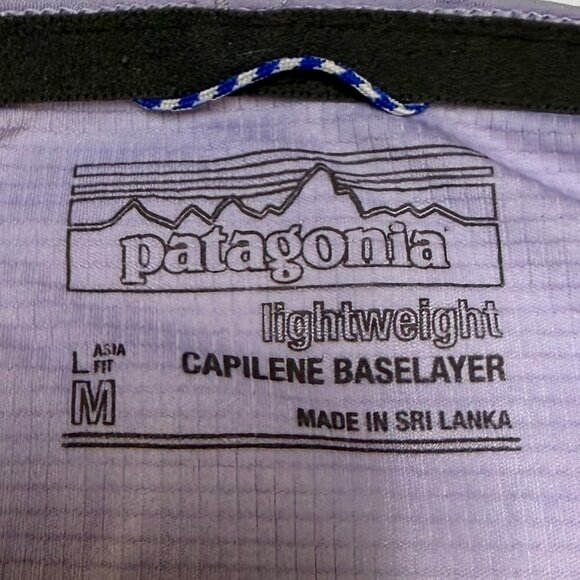 patagonia
lightweight
L ASIA FIT
CAPILENE BASELAYER
M
MADE IN SRI LANKA